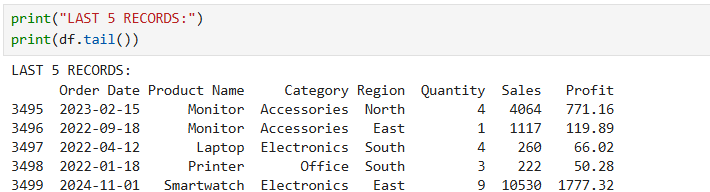 print("LAST 5 RECORDS:")
print(df.tail())
LAST 5 RECORDS:
      Order Date Product Name     Category Region  Quantity  Sales   Profit
3495  2023-02-15      Monitor  Accessories  North         4   4064   771.16
3496  2022-09-18      Monitor  Accessories   East         1   1117   119.89
3497  2022-04-12       Laptop  Electronics  South         4    260    66.02
3498  2022-01-18      Printer       Office  South         3    222    50.28
3499  2024-11-01   Smartwatch  Electronics   East         9  10530  1777.32